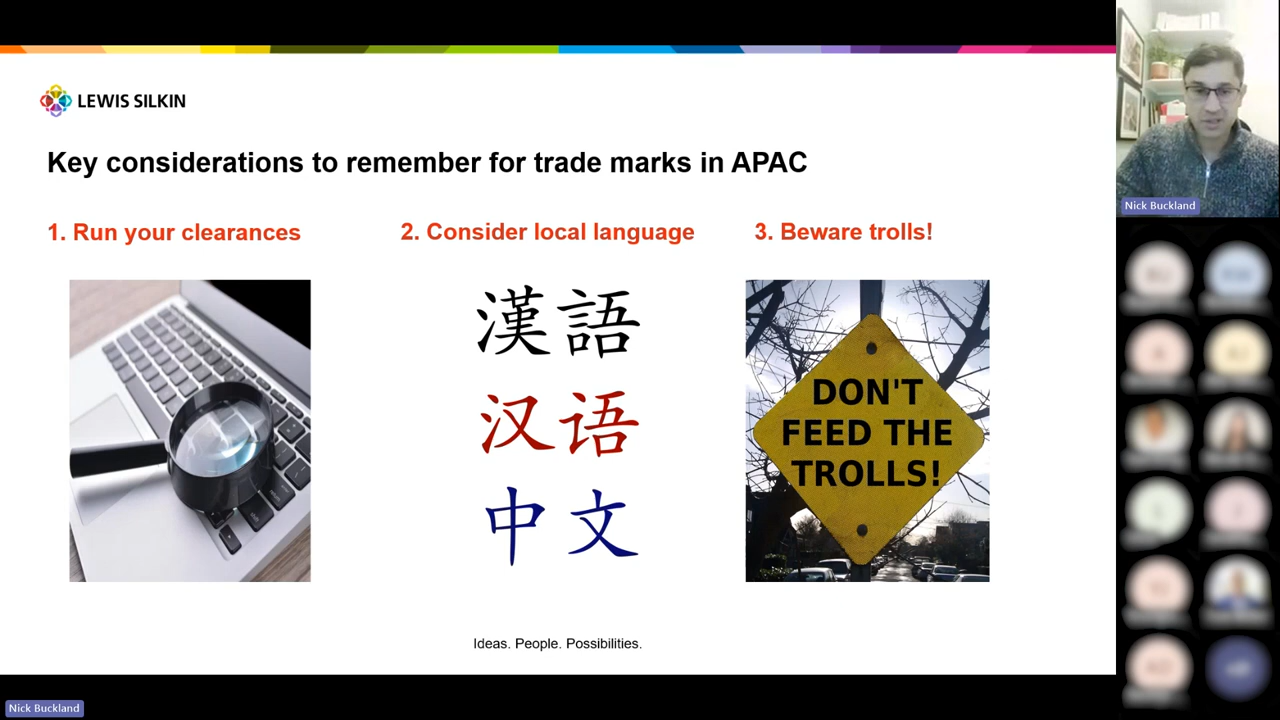 LEWIS SILKIN
Key considerations to remember for trade marks in APAC
1. Run your clearances
2. Consider local language
3. Beware trolls!
漢語
汉语
中文
DON'T
FEED THE
TROLLS!
Ideas. People. Possibilities.
Nick Buckland
Nick Buckland